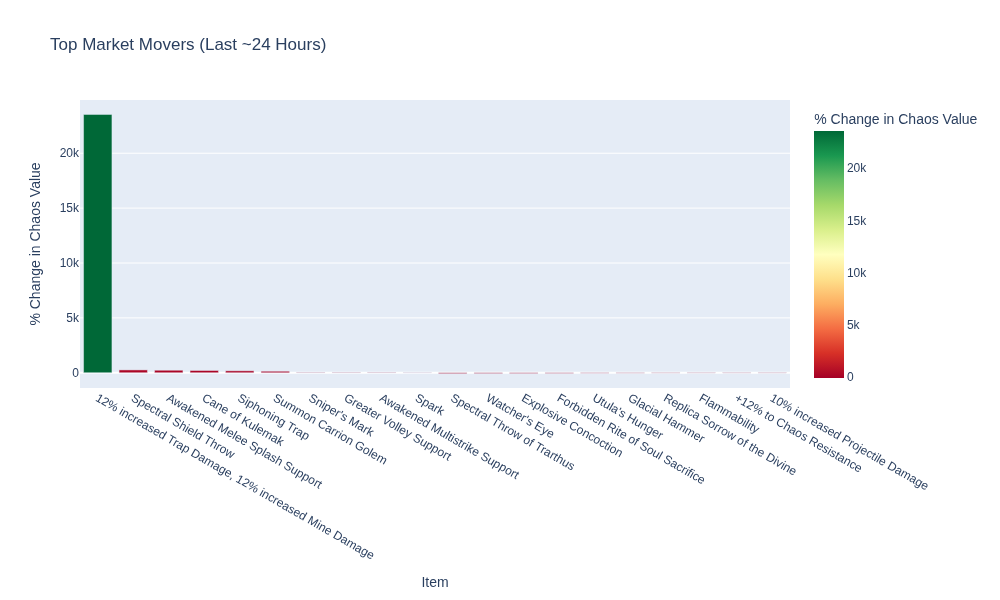 Top Market Movers (Last ~24 Hours)
% Change in Chaos Value
20k
15k
10k
5k
0
% Change in Chaos Value
20k
15k
10k
5k
0
12% increased Trap Damage, 12% increased Mine Damage
Spectral Shield Throw
Awakened Melee Splash Support
Cane of Kulemak
Siphoning Trap
Summon Carrion Golem
Sniper's Mark
Greater Volley Support
Awakened Multistrike Support
Spark
Spectral Throw of Trarthus
Watcher's Eye
Explosive Concoction
Forbidden Rite of Soul Sacrifice
Utula's Hunger
Glacial Hammer
Replica Sorrow of the Divine
Flammability
+12% to Chaos Resistance
10% increased Projectile Damage
Item